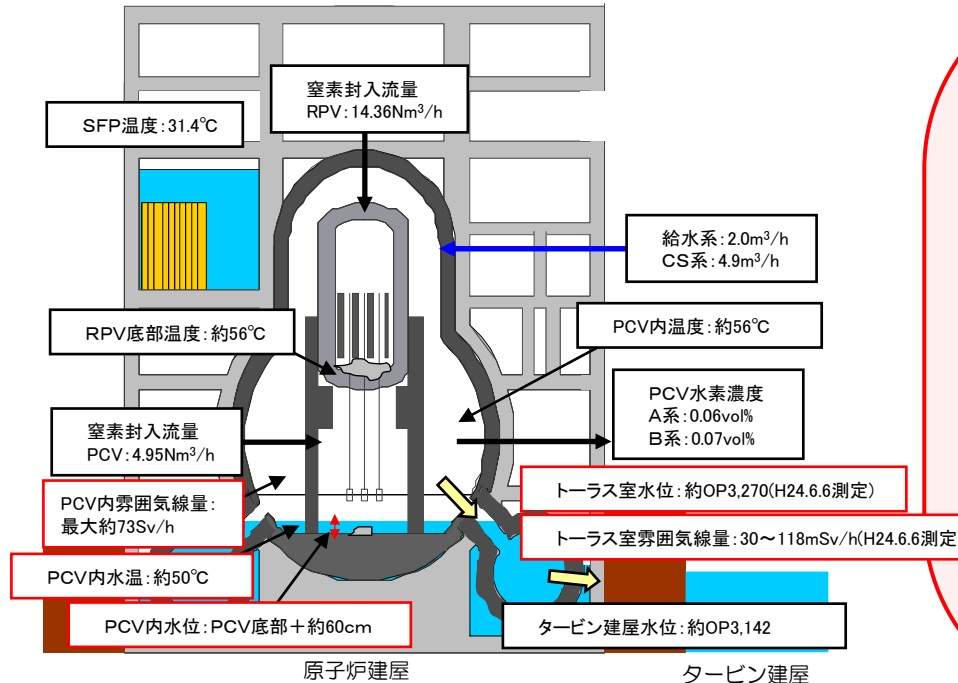 窒素封入流量
RPV:14.36Nm³/h
SFP温度:31.4℃
給水系:2.0m³/h
CS系:4.9m³/h
RPV底部温度:約56℃
PCV内温度:約56℃
PCV水素濃度
A系:0.06vol%
B系:0.07vol%
窒素封入流量
PCV:4.95Nm³/h
PCV内雰囲気線量:
最大約73Sv/h
トーラス室水位:約OP3,270(H24.6.6測定)
トーラス室雰囲気線量:30～118mSv/h(H24.6.6測定
PCV内水温:約50℃
PCV内水位:PCV底部+約60cm
タービン建屋水位:約OP3,142
原子炉建屋
タービン建屋